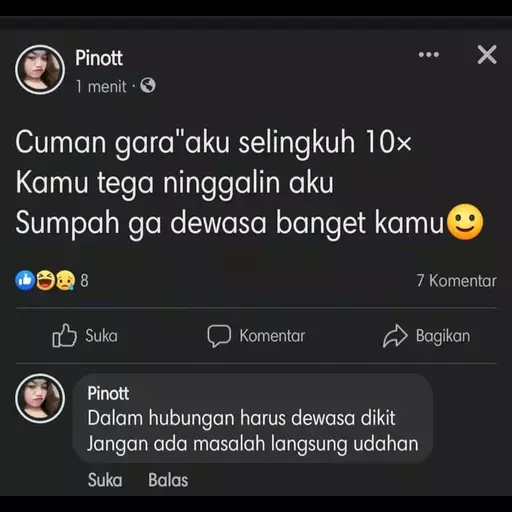 Pinott
1 menit ·
Cuman gara"aku selingkuh 10×
Kamu tega ninggalin aku
Sumpah ga dewasa banget kamu🙂
8
7 Komentar
Suka
Komentar
Bagikan
Pinott
Dalam hubungan harus dewasa dikit
Jangan ada masalah langsung udahan
Suka Balas